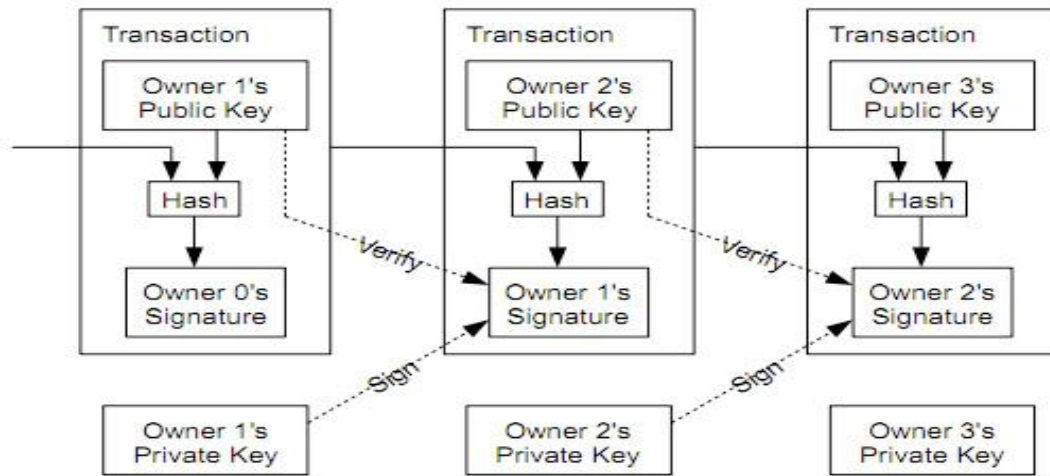 Transaction
Owner 1's
Public Key
Hash
Owner 0's
Signature
Transaction
Owner 2's
Public Key
Hash
Verify
Owner 1's
Signature
Transaction
Owner 3's
Public Key
Hash
Verify
Owner 2's
Signature
Sign
Sign
Owner 1's
Private Key
Owner 2's
Private Key
Owner 3's
Private Key